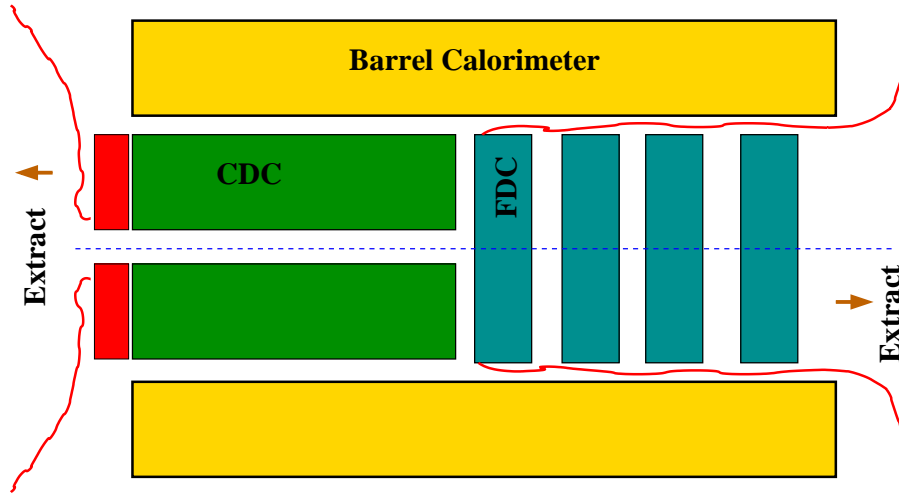 Barrel Calorimeter
CDC
FDC
Extract
Extract